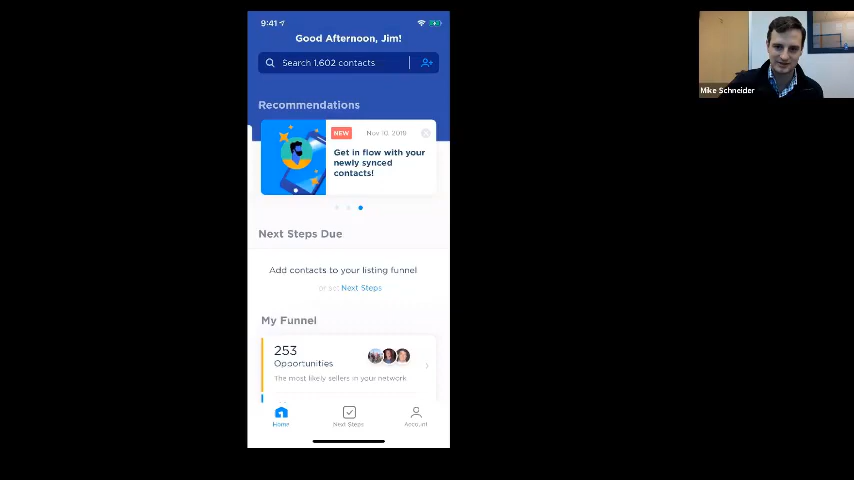 9:41
Good Afternoon, Jim!
Search 1,602 contacts
Recommendations
NEW Nov 10, 2018
Get in flow with your
newly synced
contacts!
Next Steps Due
Add contacts to your listing funnel
or set Next Steps
My Funnel
253
Opportunities
The most likely sellers in your network
Home Next Steps Account
Mike Schneider